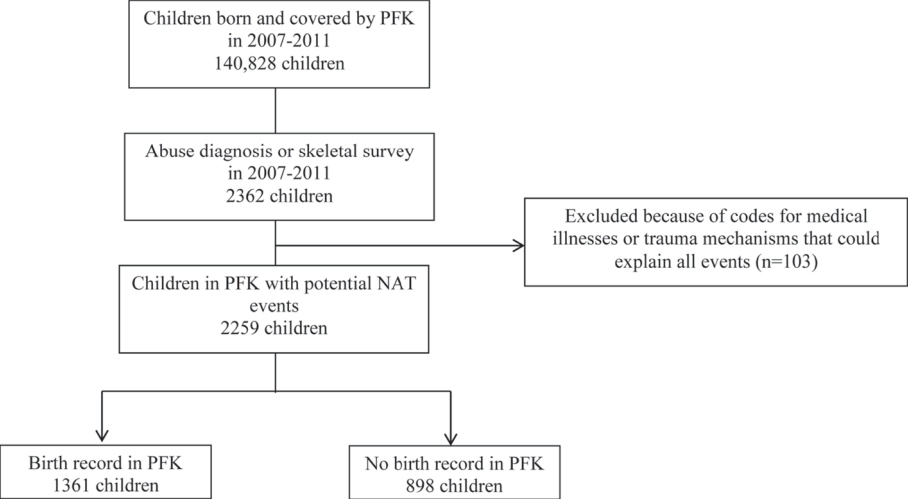 Children born and covered by PFK
in 2007-2011
140,828 children
Abuse diagnosis or skeletal survey
in 2007-2011
2362 children
Excluded because of codes for medical
illnesses or trauma mechanisms that could
explain all events (n=103)
Children in PFK with potential NAT
events
2259 children
Birth record in PFK
1361 children
No birth record in PFK
898 children